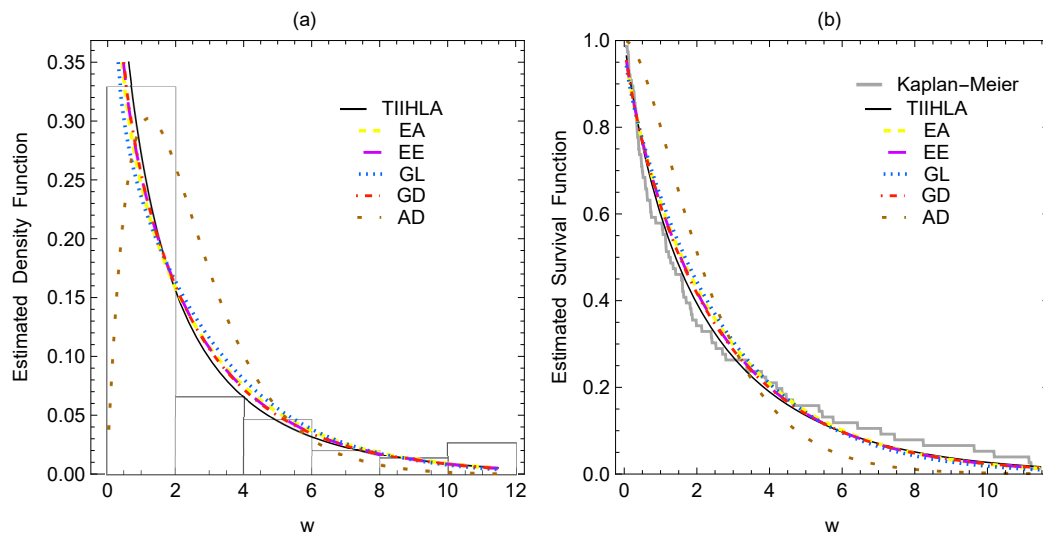 (a)
Estimated Density Function
0.35
0.30
0.25
0.20
0.15
0.10
0.05
0.00
TIIHLA
EA
EE
GL
GD
AD
0 2 4 6 8 10 12
w
(b)
Estimated Survival Function
1.0
0.8
0.6
0.4
0.2
0.0
Kaplan−Meier
TIIHLA
EA
EE
GL
GD
AD
0 2 4 6 8 10
w